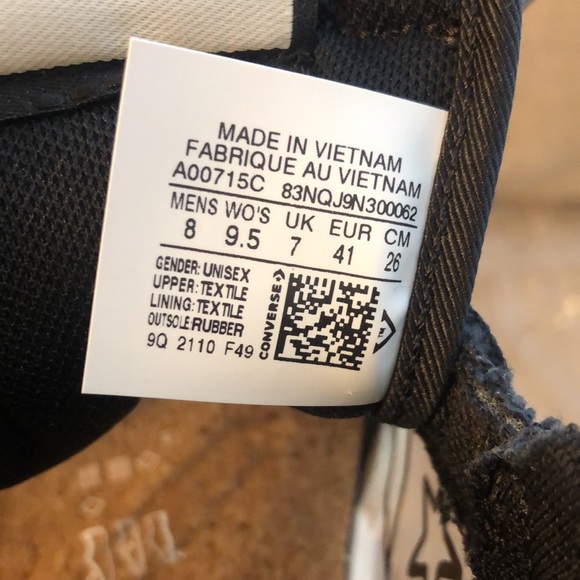 MADE IN VIETNAM
FABRIQUE AU VIETNAM
A00715C 83NQJ9N300062
MENS WO'S UK EUR CM
8 9.5 7 41 26
GENDER: UNISEX
UPPER: TEXTILE
LINING: TEXTILE
OUTSOLE:RUBBER
9Q 2110 F49
CONVERSE